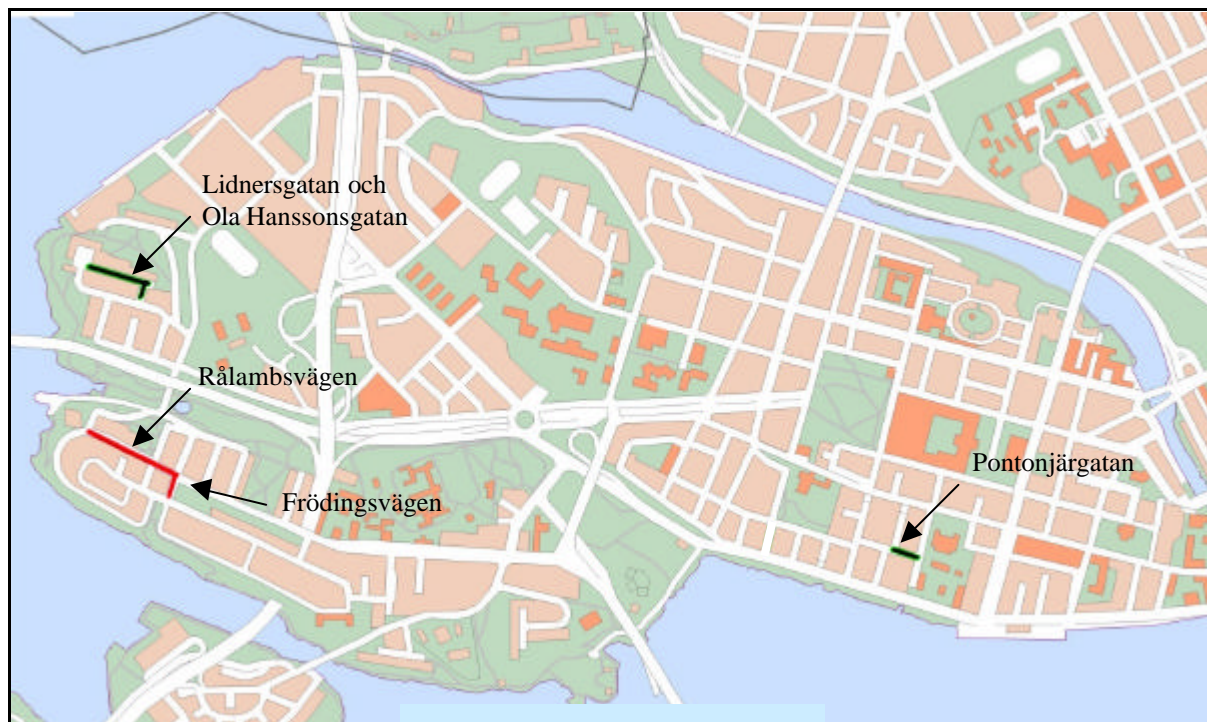 Lidnersgatan och
Ola Hanssonsgatan
Rålambsvägen
Frödingsvägen
Pontonjärgatan